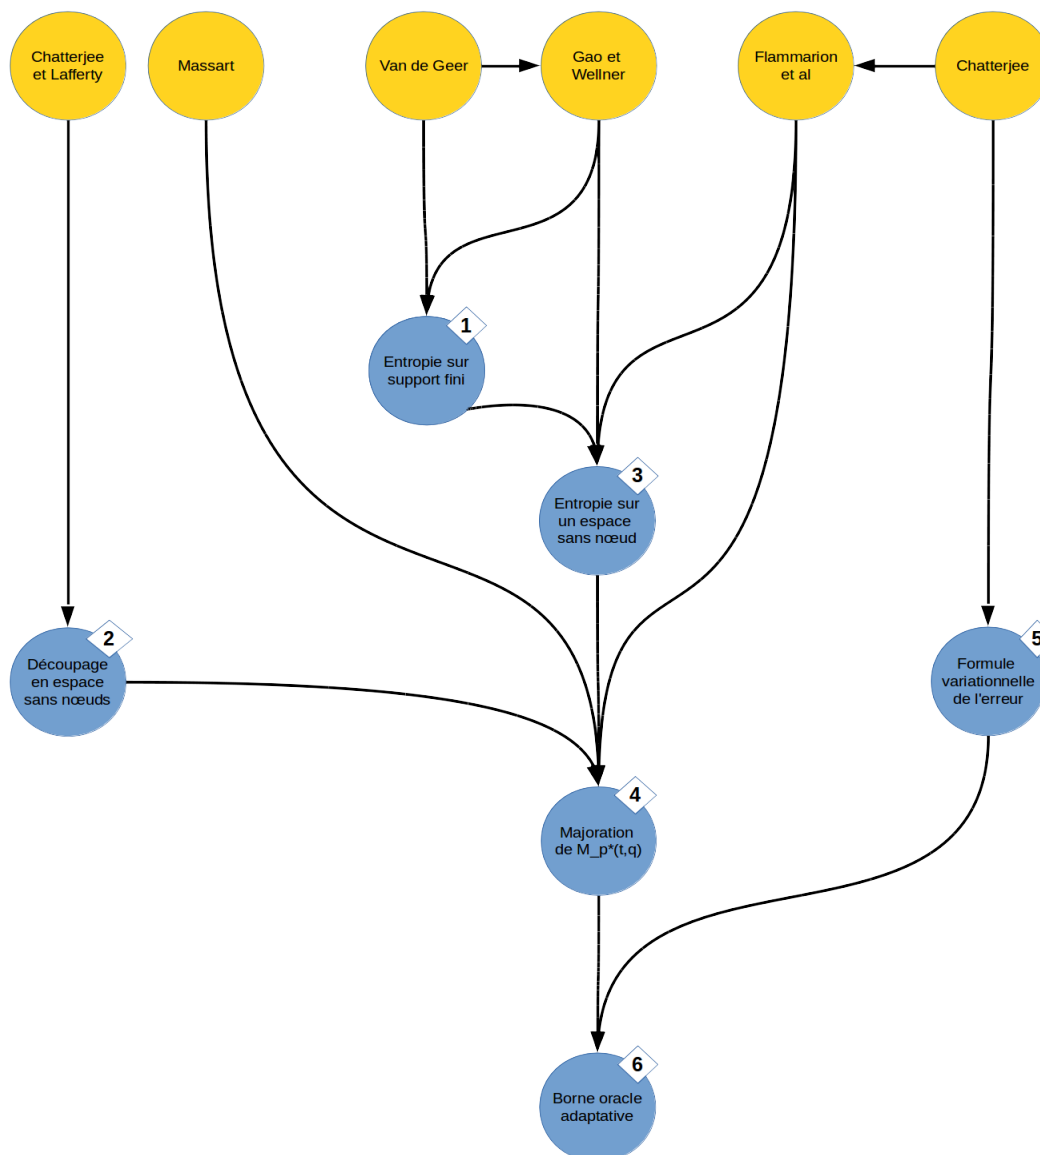 Chatterjee
et Lafferty
Massart
Van de Geer
Gao et
Wellner
Flammarion
et al
Chatterjee
1
Entropie sur
support fini
3
Entropie sur
un espace
sans nœud
2
Découpage
en espace
sans nœuds
5
Formule
variationnelle
de l'erreur
4
Majoration
de M_p*(t,q)
6
Borne oracle
adaptative